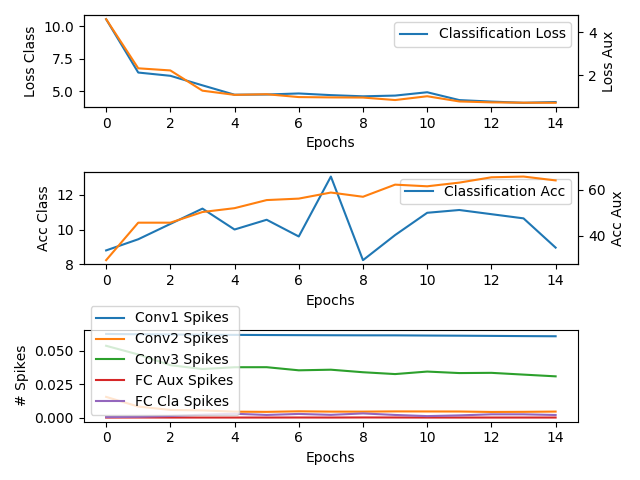 Loss Class
10.0
7.5
5.0
Classification Loss
4
2
Loss Aux
0 2 4 6 8 10 12 14
Epochs
Acc Class
12
10
8
Classification Acc
60
40
Acc Aux
0 2 4 6 8 10 12 14
Epochs
# Spikes
0.050
0.025
0.000
Conv1 Spikes
Conv2 Spikes
Conv3 Spikes
FC Aux Spikes
FC Cla Spikes
0 2 4 6 8 10 12 14
Epochs